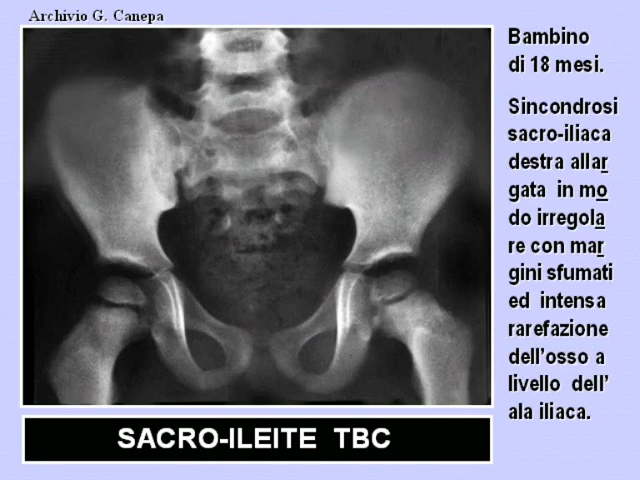 Archivio G. Canepa
Bambino
di 18 mesi.
Sincondrosi
sacro-iliaca
destra allar
gata in mo
do irregola
re con mar
gini sfumati
ed intensa
rarefazione
dell'osso a
livello dell'
ala iliaca.
SACRO-ILEITE TBC